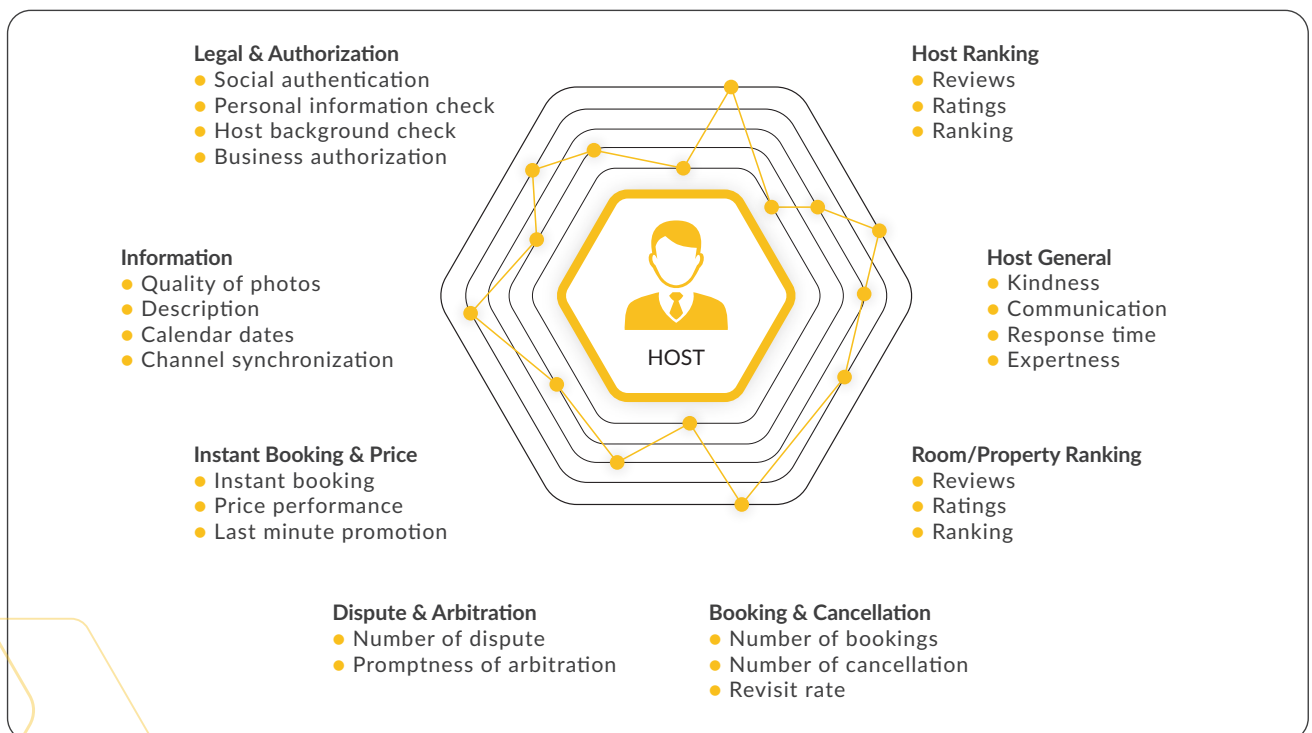 Legal & Authorization
Social authentication
Personal information check
Host background check
Business authorization
Host Ranking
Reviews
Ratings
Ranking
Information
Quality of photos
Description
Calendar dates
Channel synchronization
HOST
Host General
Kindness
Communication
Response time
Expertness
Instant Booking & Price
Instant booking
Price performance
Last minute promotion
Room/Property Ranking
Reviews
Ratings
Ranking
Dispute & Arbitration
Number of dispute
Promptness of arbitration
Booking & Cancellation
Number of bookings
Number of cancellation
Revisit rate